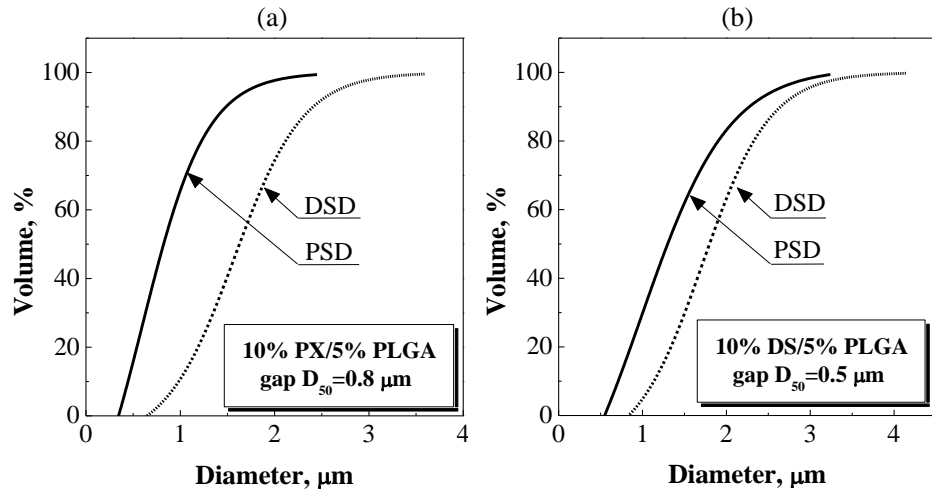 (a)
100
80
60
40
20
0
Volume, %
DSD
PSD
10% PX/5% PLGA
gap D₅₀=0.8 μm
0 1 2 3 4
Diameter, μm
(b)
100
80
60
40
20
0
Volume, %
DSD
PSD
10% DS/5% PLGA
gap D₅₀=0.5 μm
0 1 2 3 4
Diameter, μm